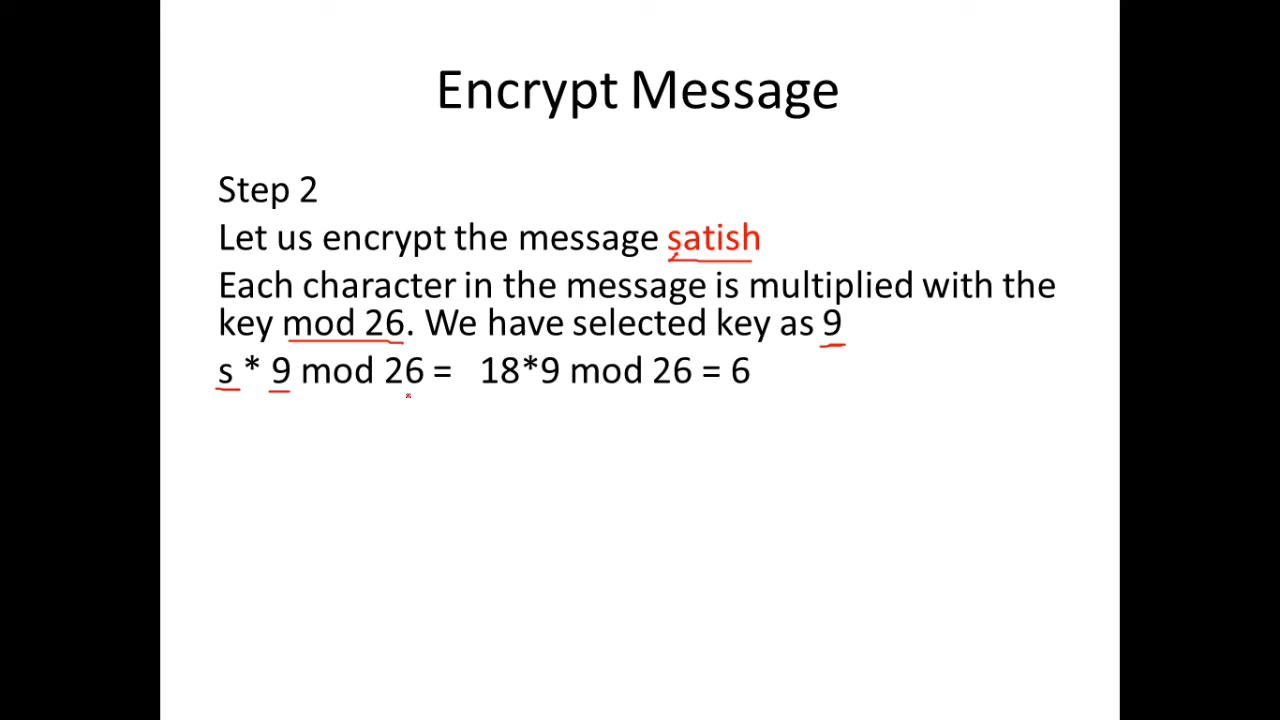 Encrypt Message
Step 2
Let us encrypt the message satish
Each character in the message is multiplied with the
key mod 26. We have selected key as 9
s * 9 mod 26 =   18*9 mod 26 = 6